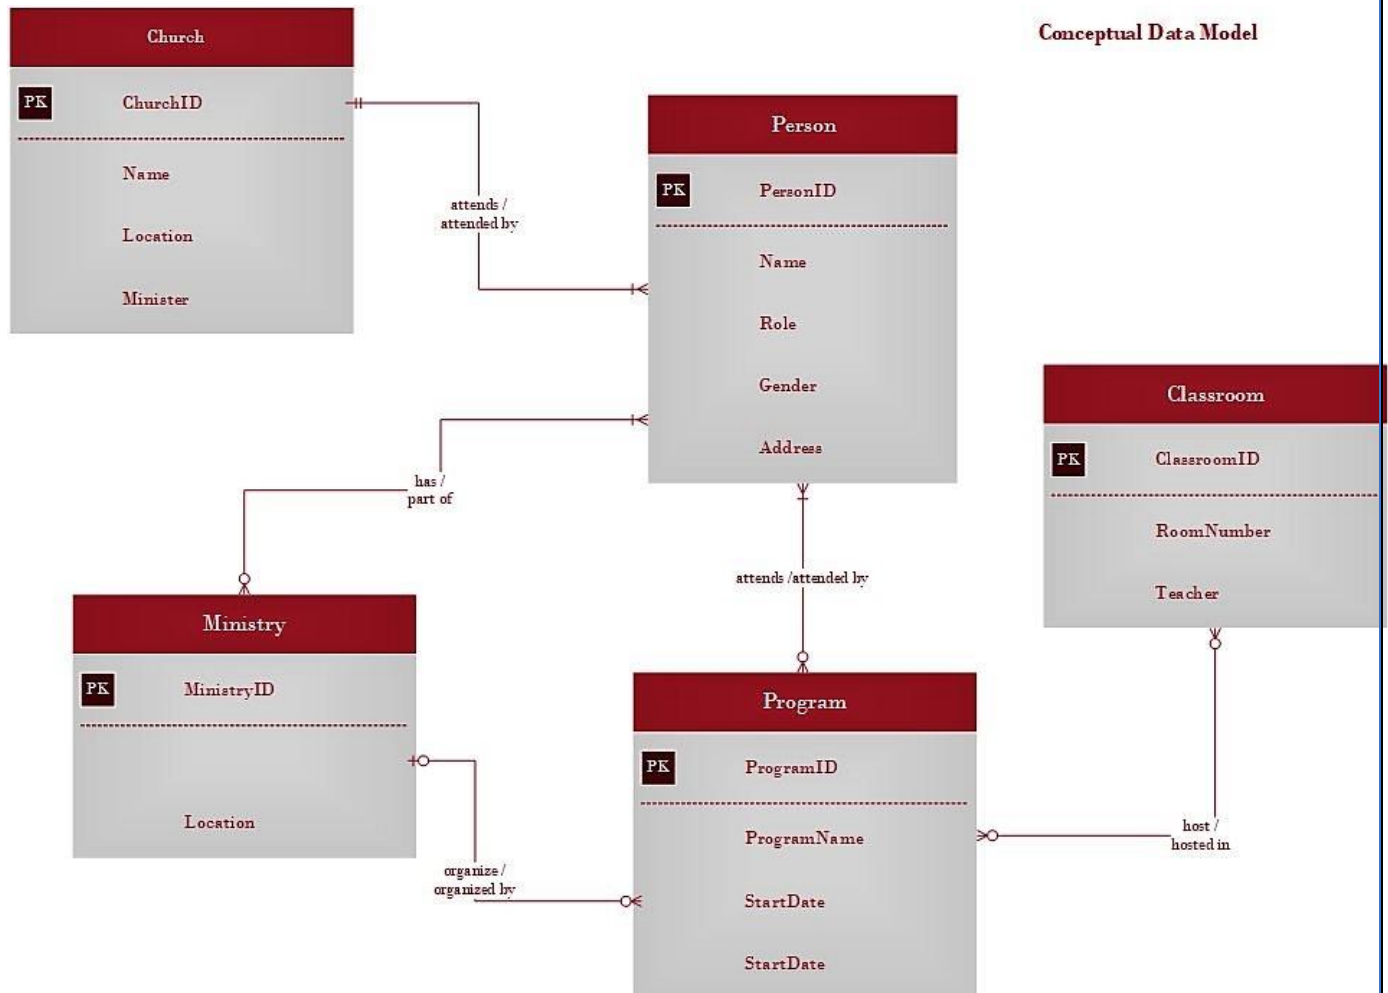 Conceptual Data Model
Church
PK ChurchID
Name
Location
Minister
attends /
attended by
Person
PK PersonID
Name
Role
Gender
Address
has /
part of
attends /attended by
Classroom
PK ClassroomID
RoomNumber
Teacher
Ministry
PK MinistryID
Location
organize /
organized by
Program
PK ProgramID
ProgramName
StartDate
StartDate
host /
hosted in